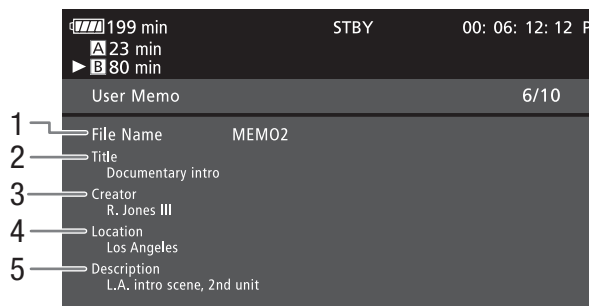 199 min STBY 00: 06: 12: 12 P
A 23 min
B 80 min
User Memo 6/10
1 File Name MEMO2
2 Title
Documentary intro
3 Creator
R. Jones III
4 Location
Los Angeles
5 Description
L.A. intro scene, 2nd unit